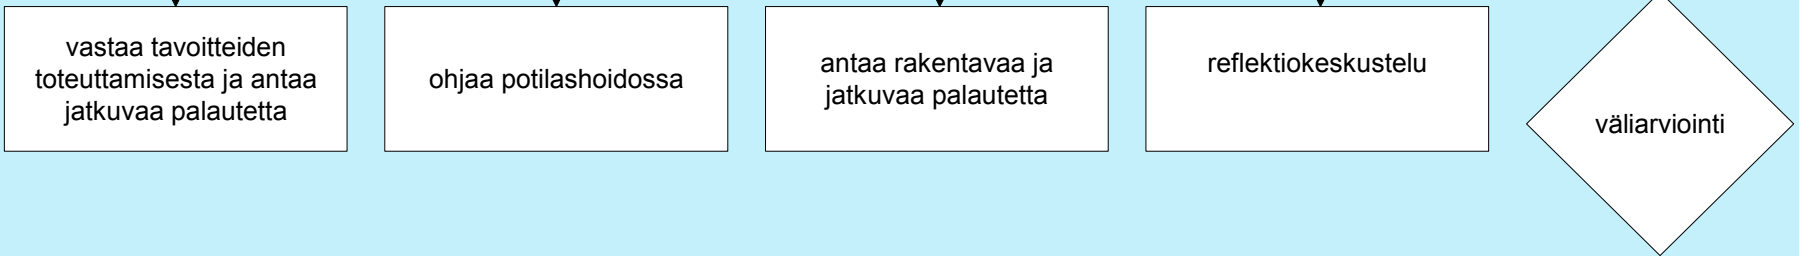 vastaa tavoitteiden
toteuttamisesta ja antaa
jatkuvaa palautetta
ohjaa potilashoidossa
antaa rakentavaa ja
jatkuvaa palautetta
reflektiokeskustelu
väliarviointi